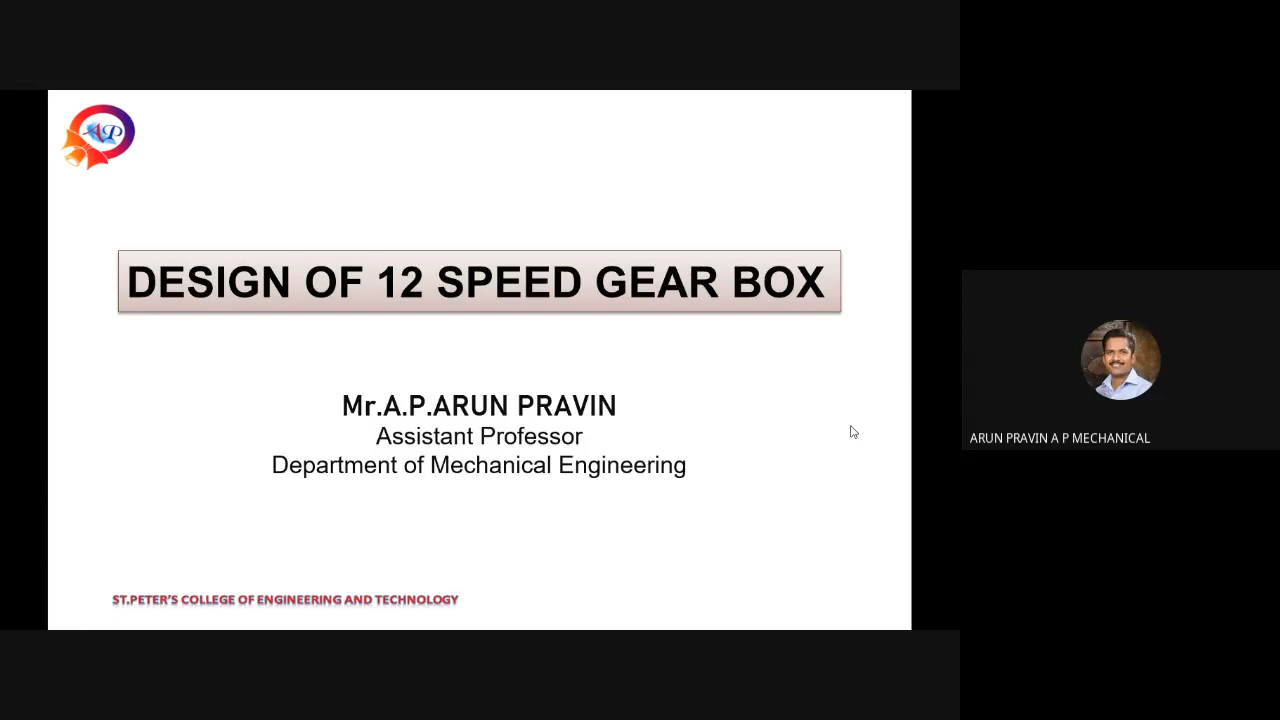 AP
DESIGN OF 12 SPEED GEAR BOX
Mr.A.P.ARUN PRAVIN
Assistant Professor
Department of Mechanical Engineering
ARUN PRAVIN A P MECHANICAL
ST.PETER'S COLLEGE OF ENGINEERING AND TECHNOLOGY